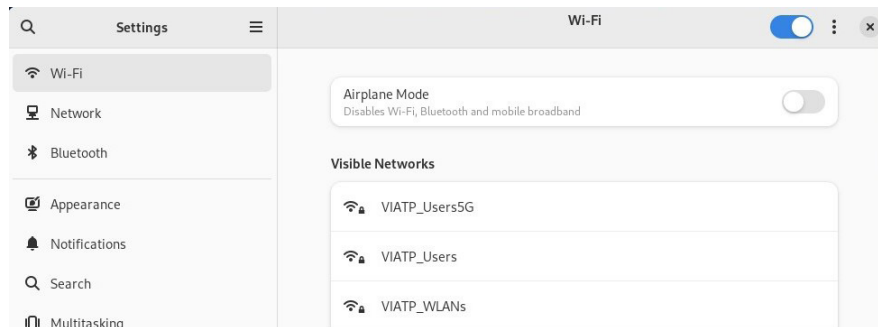 Settings
Wi-Fi
Network
Bluetooth
Appearance
Notifications
Search
Multitasking
Wi-Fi
Airplane Mode
Disables Wi-Fi, Bluetooth and mobile broadband
Visible Networks
VIATP_Users5G
VIATP_Users
VIATP_WLANs